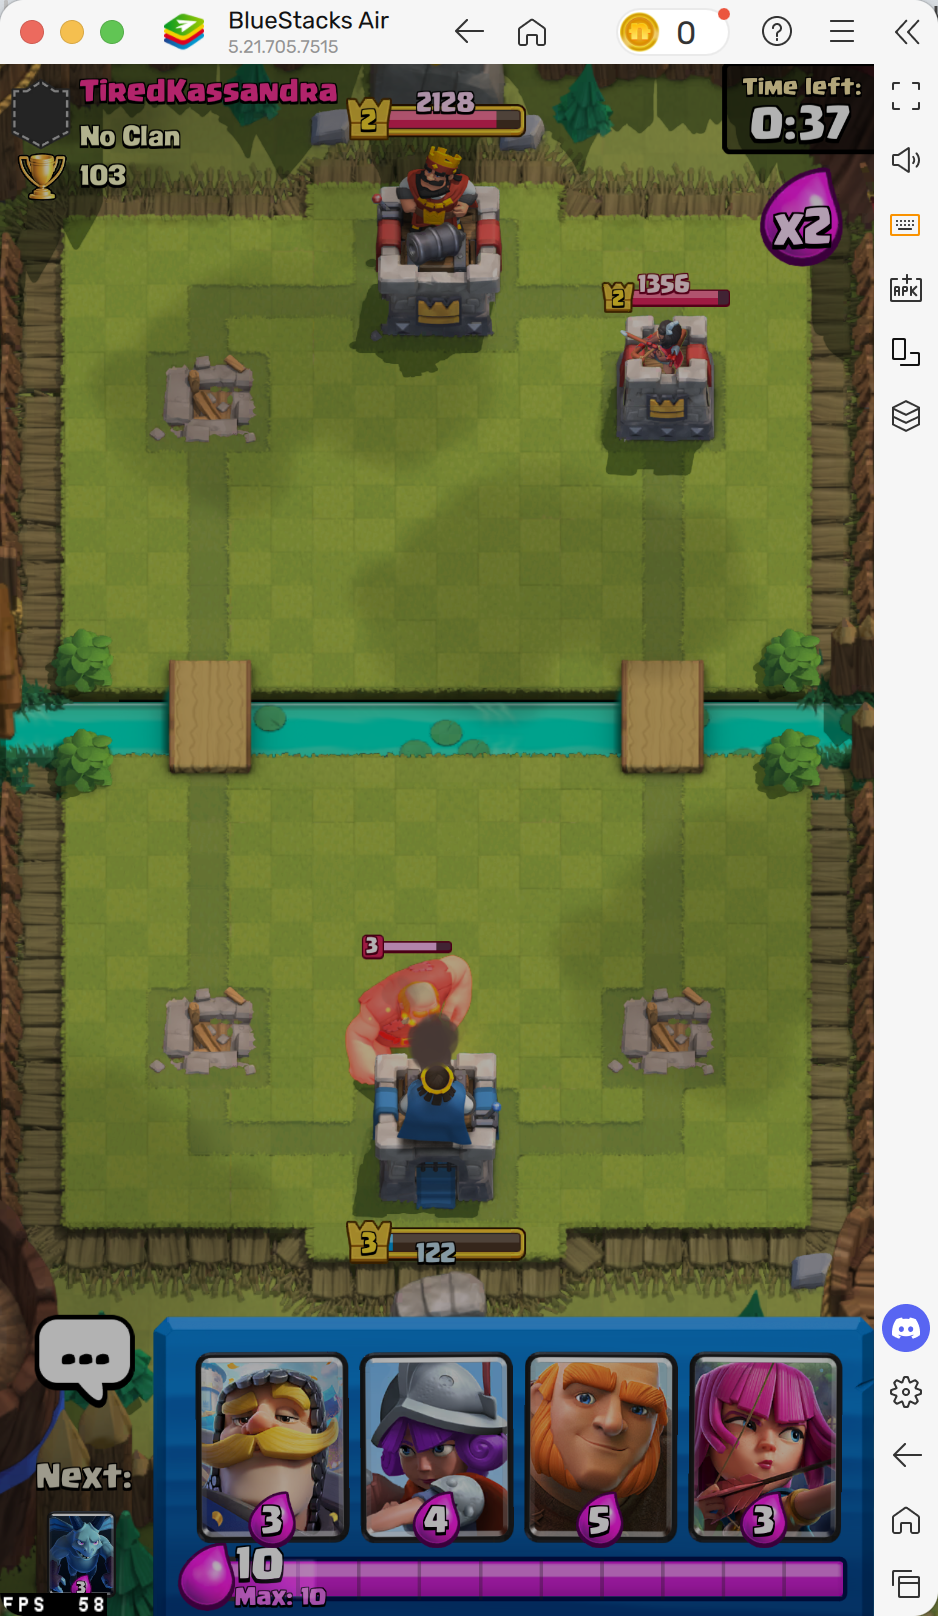 BlueStacks Air
5.21.705.7515
0
TiredKassandra
No Clan
103
2
2128
Time left:
0:37
x2
APK
2
1356
3
3
122
Next:
3
3
4
5
3
10
Max: 10
FPS 58